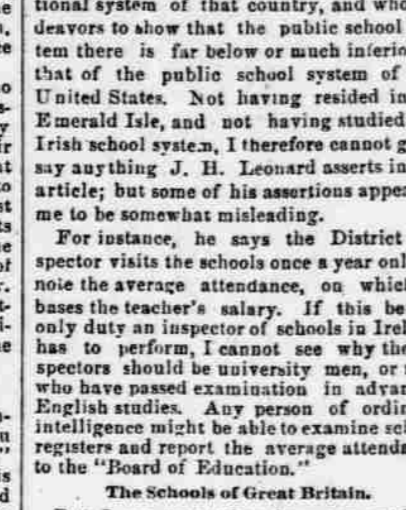 tional system of that country, and who
deavors to show that the public school
tem there is far below or much inferio
that of the public school system of
United States. Not having resided in
Emerald Isle, and not having studied
Irish school system, I therefore cannot g
say anything J. H. Leonard asserts in
article; but some of his assertions appea
me to be somewhat misleading.
For instance, he says the District
spector visits the schools once a year onl
note the average attendance, on which
bases the teacher's salary. If this be
only duty an inspector of schools in Irel
has to perform, I cannot see why the
spectors should be university men, or
who have passed examination in advan
English studies. Any person of ordin
intelligence might be able to examine sc
registers and report the average attenda
to the "Board of Education."
The Schools of Great Britain.